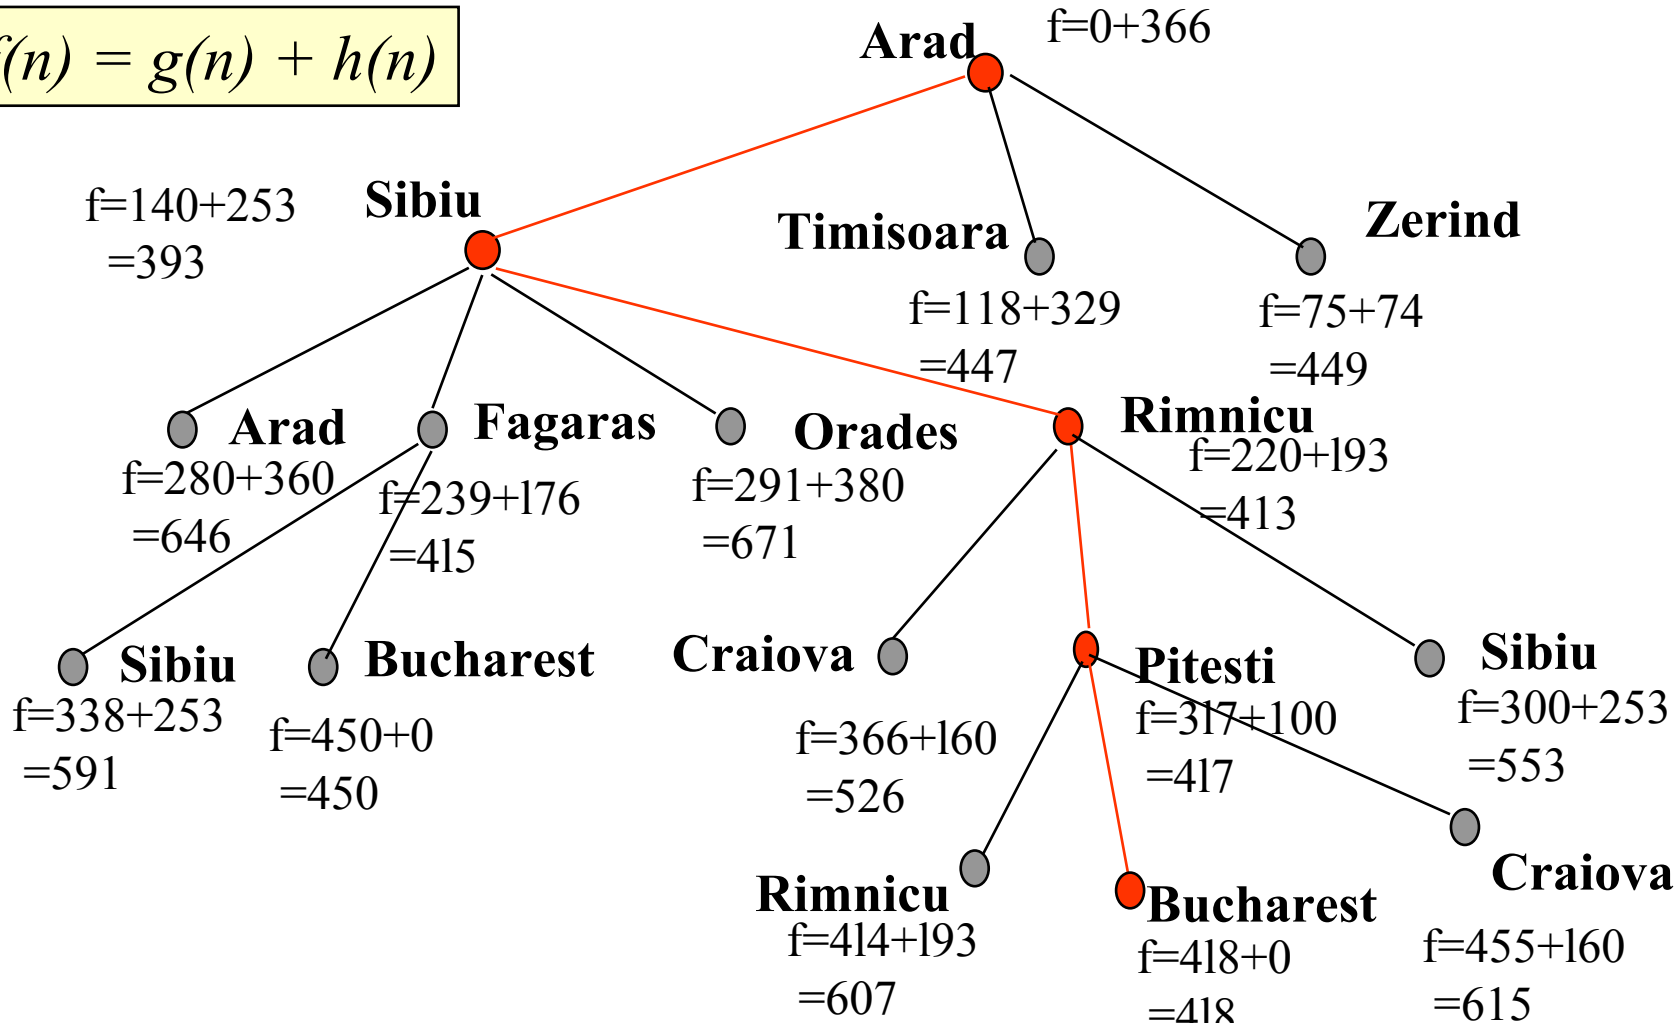 f(n) = g(n) + h(n)
Arad
f=0+366
Sibiu
f=140+253
=393
Timisoara
f=118+329
=447
Zerind
f=75+74
=449
Arad
f=280+360
=646
Fagaras
f=239+176
=415
Orades
f=291+380
=671
Rimnicu
f=220+193
=413
Sibiu
f=338+253
=591
Bucharest
f=450+0
=450
Craiova
f=366+160
=526
Pitesti
f=317+100
=417
Sibiu
f=300+253
=553
Rimnicu
f=414+193
=607
Bucharest
f=418+0
=418
Craiova
f=455+160
=615